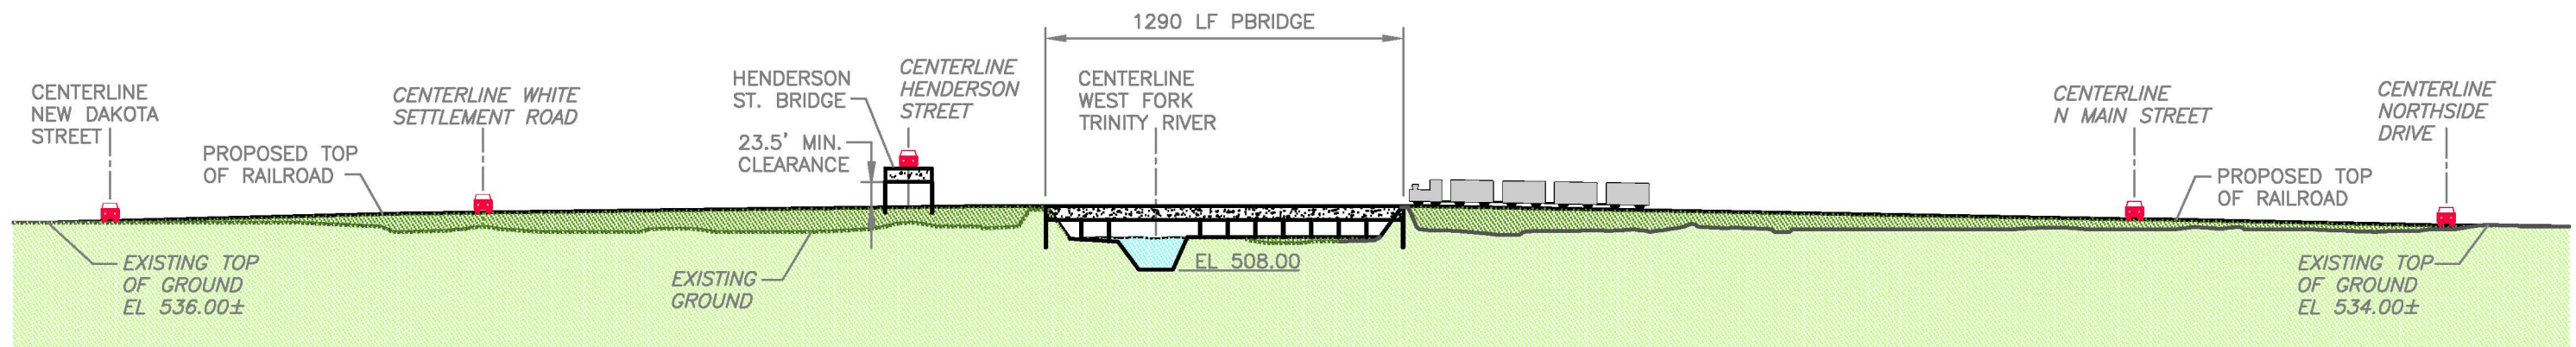 1290 LF PBRIDGE
CENTERLINE
NEW DAKOTA
STREET
CENTERLINE WHITE
SETTLEMENT ROAD
HENDERSON
ST. BRIDGE
CENTERLINE
HENDERSON
STREET
CENTERLINE
WEST FORK
TRINITY RIVER
CENTERLINE
N MAIN STREET
CENTERLINE
NORTHSIDE
DRIVE
23.5' MIN.
CLEARANCE
PROPOSED TOP
OF RAILROAD
PROPOSED TOP
OF RAILROAD
EXISTING TOP
OF GROUND
EL 536.00±
EXISTING
GROUND
EL 508.00
EXISTING TOP
OF GROUND
EL 534.00±